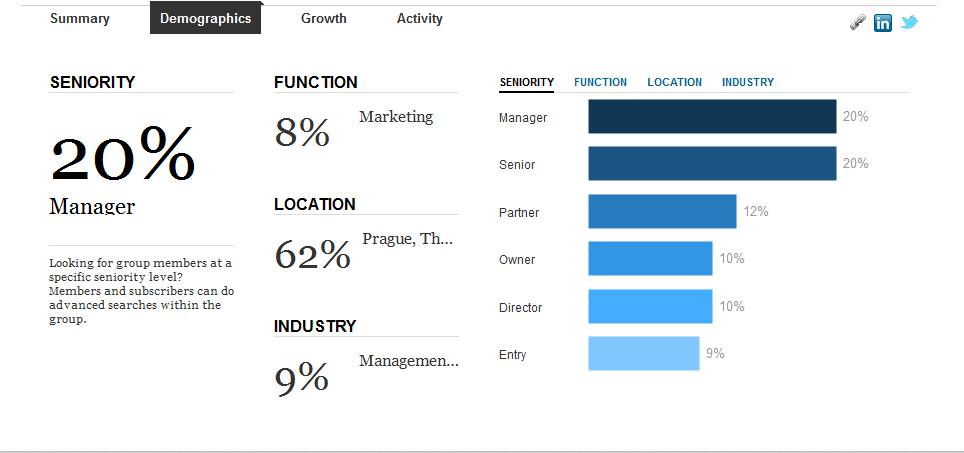 Summary
Demographics
Growth
Activity
in
SENIORITY
20%
Manager
Looking for group members at a
specific seniority level?
Members and subscribers can do
advanced searches within the
group.
FUNCTION
8%
Marketing
LOCATION
62%
Prague, Th...
INDUSTRY
9%
Managemen...
SENIORITY
FUNCTION
LOCATION
INDUSTRY
Manager
20%
Senior
20%
Partner
12%
Owner
10%
Director
10%
Entry
9%